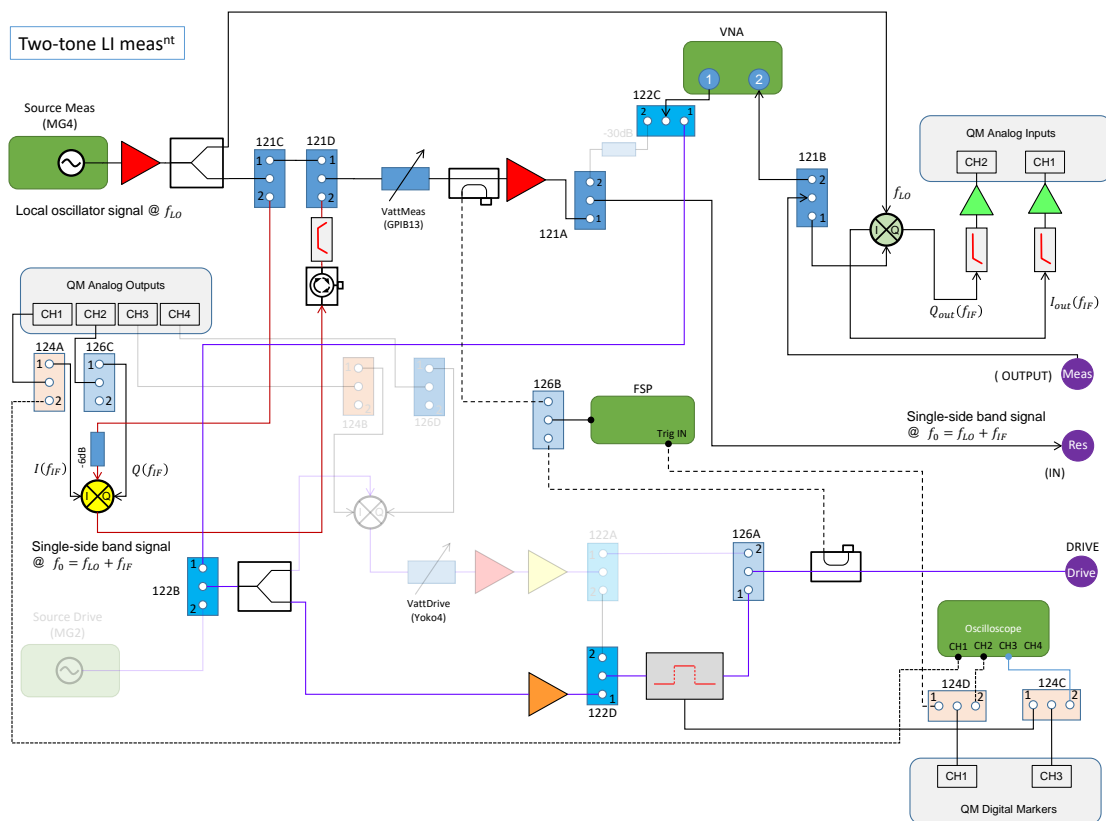 Two-tone LI meas^nt
VNA
1
2
122C
2
1
-30dB
Source Meas
(MG4)
121C
1
2
121D
1
2
VattMeas
(GPIB13)
2
1
121A
121B
2
1
f_LO
QM Analog Inputs
CH2
CH1
I
Q
Local oscillator signal @ f_LO
Q_out(f_IF)
I_out(f_IF)
QM Analog Outputs
CH1
CH2
CH3
CH4
124A
1
2
126C
1
2
1
2
124B
1
2
126D
126B
FSP
Trig IN
( OUTPUT)
Meas
Single-side band signal
@ f_0 = f_LO + f_IF
Res
(IN)
-6dB
I(f_IF)
Q(f_IF)
I
Q
I
Q
Single-side band signal
@ f_0 = f_LO + f_IF
1
2
122B
VattDrive
(Yoko4)
122A
2
1
126A
2
1
DRIVE
Drive
Source Drive
(MG2)
2
1
122D
Oscilloscope
CH1
CH2
CH3
CH4
124D
1
2
124C
1
2
CH1
CH3
QM Digital Markers